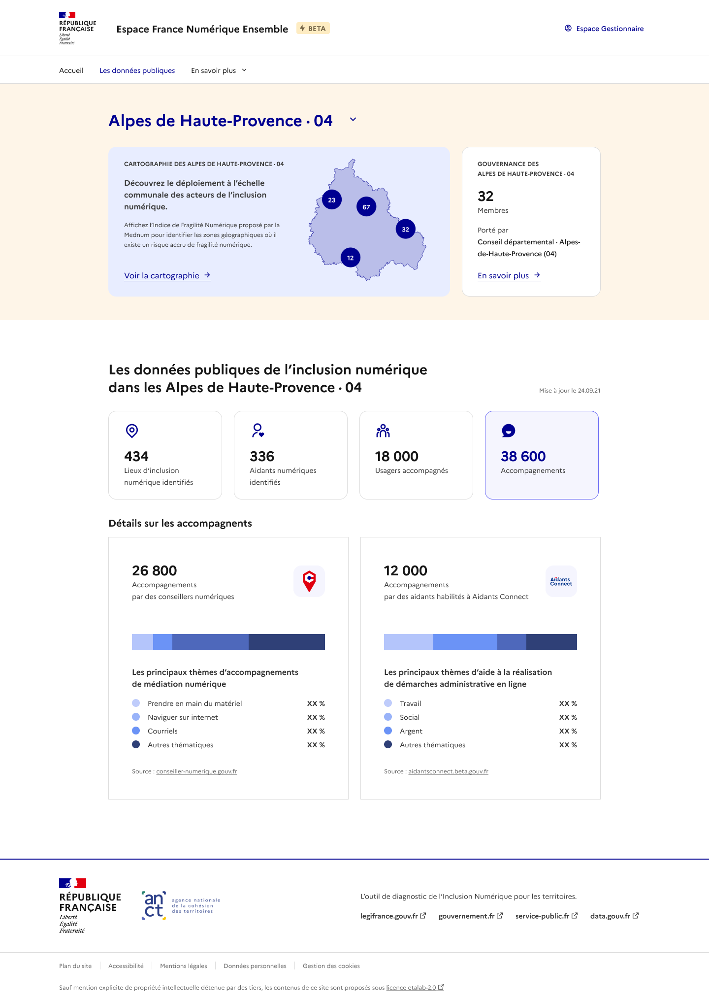 RÉPUBLIQUE
FRANÇAISE
Liberté
Égalité
Fraternité
Espace France Numérique Ensemble
BETA
Espace Gestionnaire
Accueil
Les données publiques
En savoir plus
Alpes de Haute-Provence · 04
CARTOGRAPHIE DES ALPES DE HAUTE-PROVENCE · 04
Découvrez le déploiement à l’échelle
communale des acteurs de l’inclusion
numérique.
Affichez l’Indice de Fragilité Numérique proposé par la
Mednum pour identifier les zones géographiques où il
existe un risque accru de fragilité numérique.
Voir la cartographie
23
67
32
12
GOUVERNANCE DES
ALPES DE HAUTE-PROVENCE · 04
32
Membres
Porté par
Conseil départemental · Alpes-
de-Haute-Provence (04)
En savoir plus
Les données publiques de l’inclusion numérique
dans les Alpes de Haute-Provence · 04
Mise à jour le 24.09.21
434
Lieux d’inclusion
numérique identifiés
336
Aidants numériques
identifiés
18 000
Usagers accompagnés
38 600
Accompagnements
Détails sur les accompagnents
26 800
Accompagnements
par des conseillers numériques
Les principaux thèmes d’accompagnements
de médiation numérique
Prendre en main du matériel XX %
Naviguer sur internet XX %
Courriels XX %
Autres thématiques XX %
Source : conseiller-numerique.gouv.fr
12 000
Accompagnements
par des aidants habilités à Aidants Connect
Aidants
Connect
Les principaux thèmes d’aide à la réalisation
de démarches administrative en ligne
Travail XX %
Social XX %
Argent XX %
Autres thématiques XX %
Source : aidantsconnect.beta.gouv.fr
RÉPUBLIQUE
FRANÇAISE
Liberté
Égalité
Fraternité
an
ct
agence nationale
de la cohésion
des territoires
L’outil de diagnostic de l’Inclusion Numérique pour les territoires.
legifrance.gouv.fr gouvernement.fr service-public.fr data.gouv.fr
Plan du site Accessibilité Mentions légales Données personnelles Gestion des cookies
Sauf mention explicite de propriété intellectuelle détenue par des tiers, les contenus de ce site sont proposés sous licence etalab-2.0